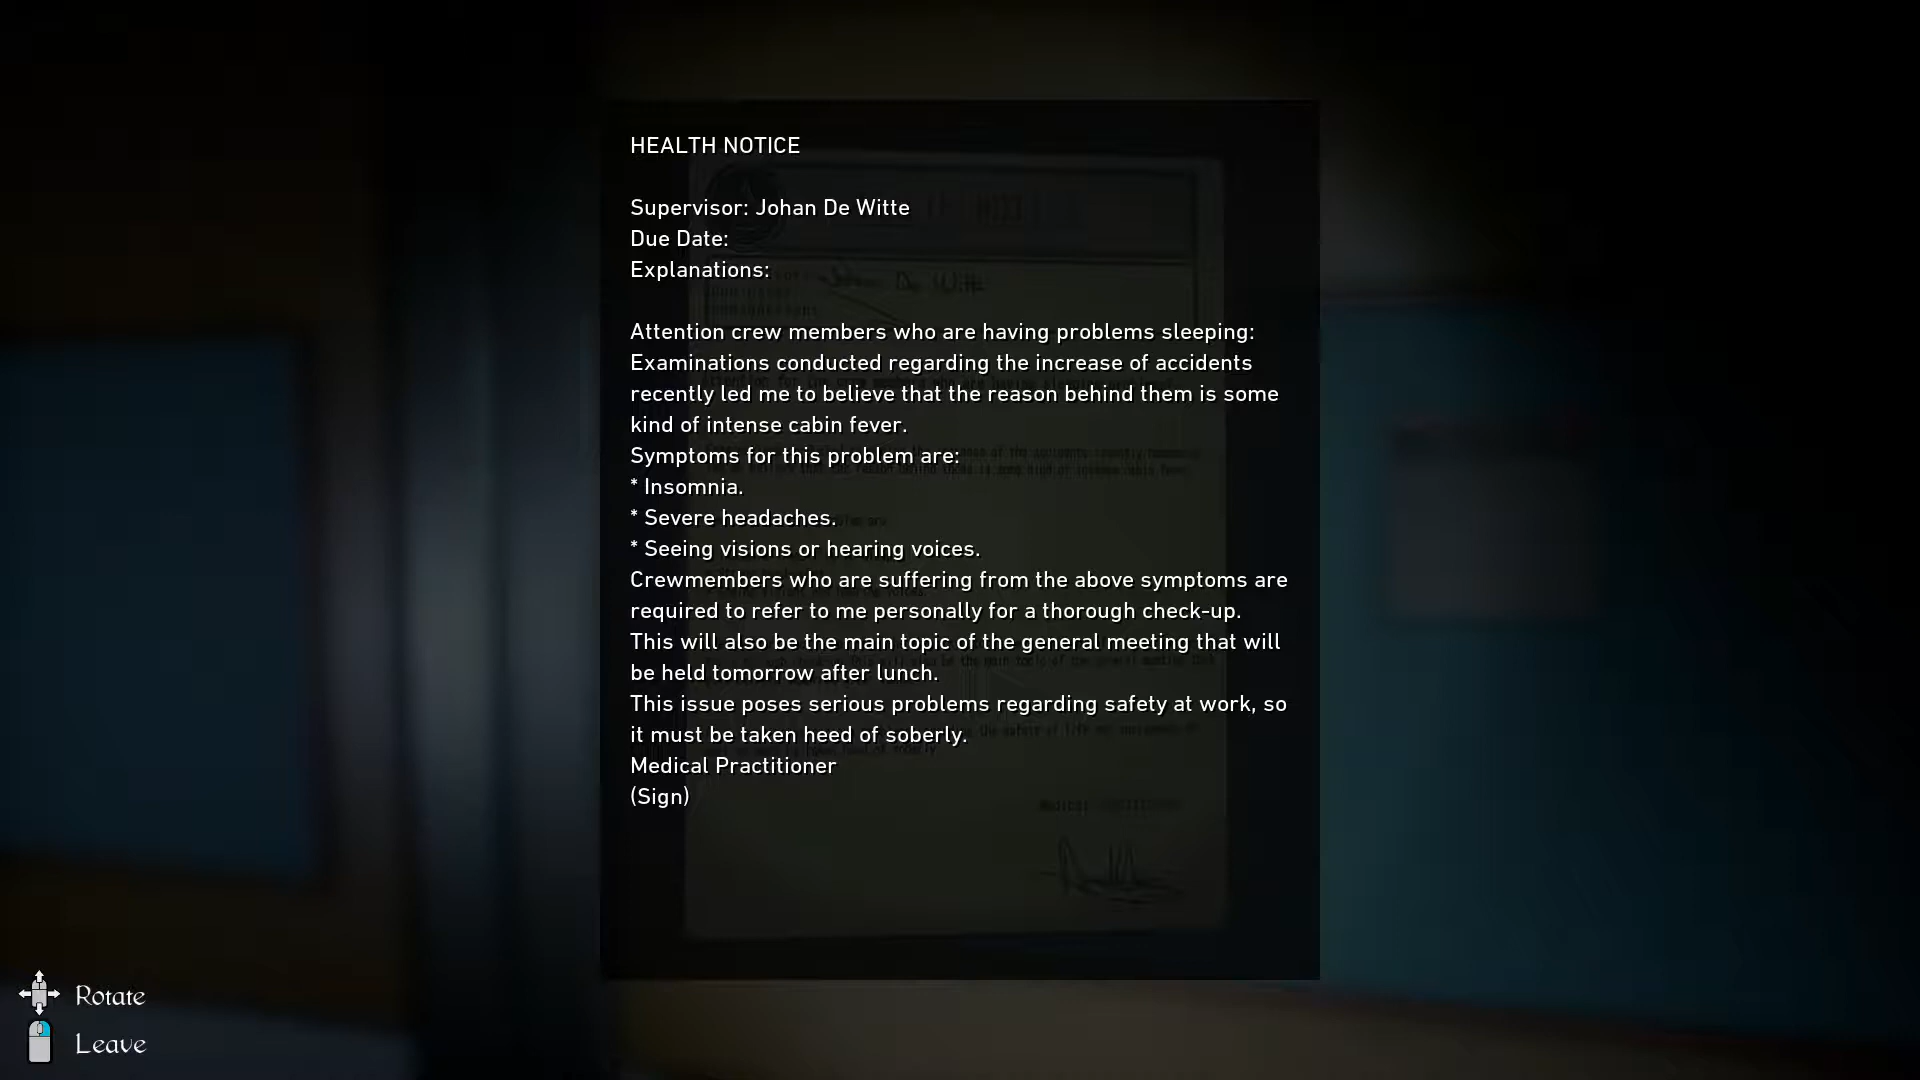 HEALTH NOTICE
Supervisor: Johan De Witte
Due Date:
Explanations:
Attention crew members who are having problems sleeping:
Examinations conducted regarding the increase of accidents
recently led me to believe that the reason behind them is some
kind of intense cabin fever.
Symptoms for this problem are:
* Insomnia.
* Severe headaches.
* Seeing visions or hearing voices.
Crewmembers who are suffering from the above symptoms are
required to refer to me personally for a thorough check-up.
This will also be the main topic of the general meeting that will
be held tomorrow after lunch.
This issue poses serious problems regarding safety at work, so
it must be taken heed of soberly.
Medical Practitioner
(Sign)
Rotate
Leave